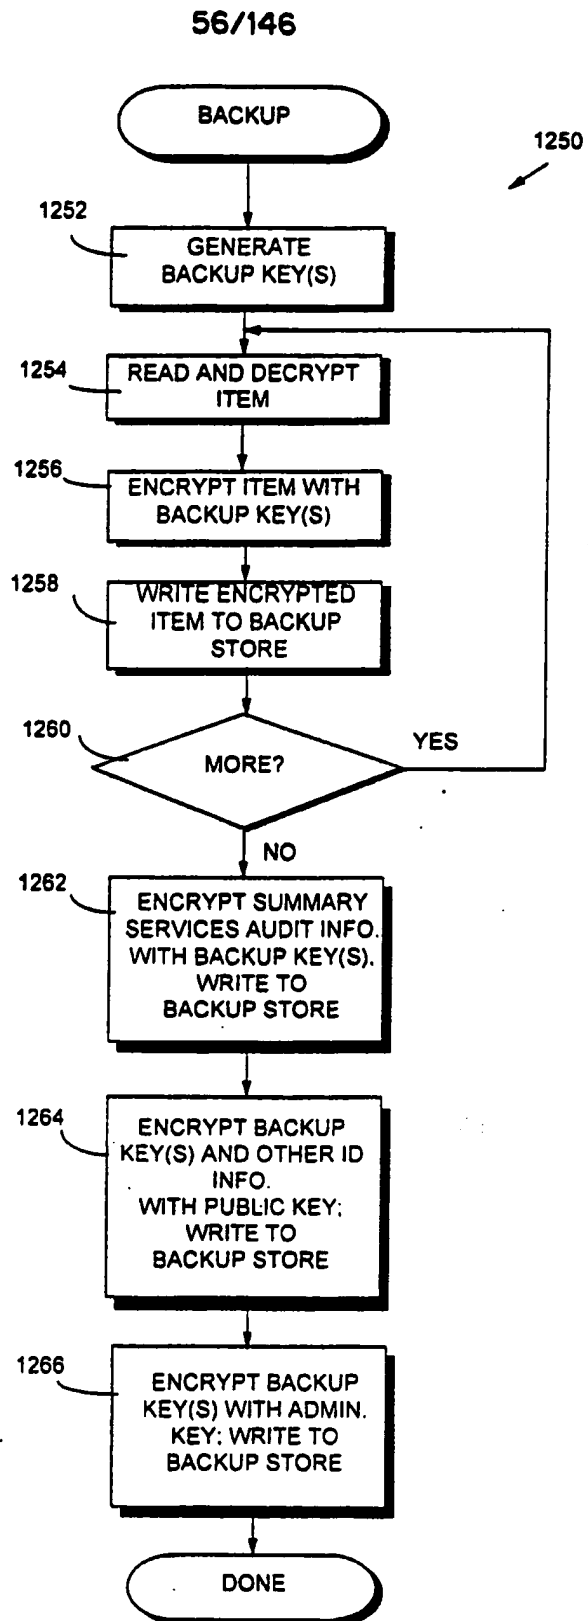 56/146
BACKUP
1250
1252
GENERATE
BACKUP KEY(S)
1254
READ AND DECRYPT
ITEM
1256
ENCRYPT ITEM WITH
BACKUP KEY(S)
1258
WRITE ENCRYPTED
ITEM TO BACKUP
STORE
1260
MORE?
YES
NO
1262
ENCRYPT SUMMARY
SERVICES AUDIT INFO.
WITH BACKUP KEY(S).
WRITE TO
BACKUP STORE
1264
ENCRYPT BACKUP
KEY(S) AND OTHER ID
INFO.
WITH PUBLIC KEY;
WRITE TO
BACKUP STORE
1266
ENCRYPT BACKUP
KEY(S) WITH ADMIN.
KEY; WRITE TO
BACKUP STORE
DONE